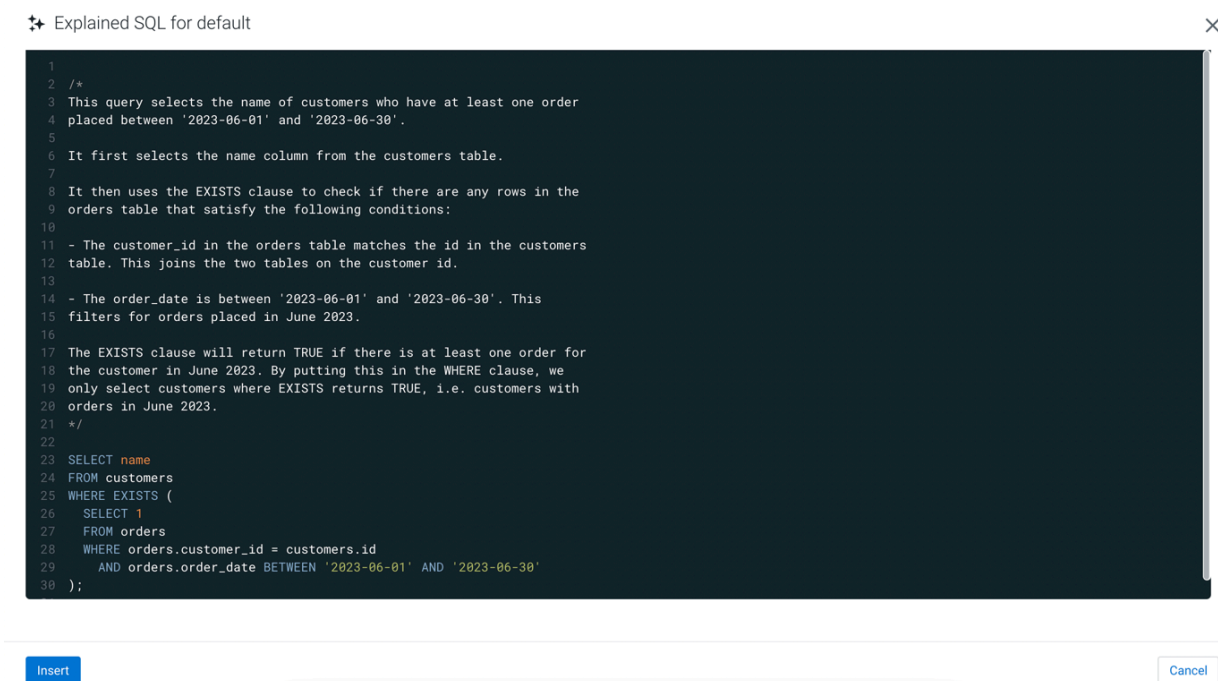 Explained SQL for default
1
2 /*
3 This query selects the name of customers who have at least one order
4 placed between '2023-06-01' and '2023-06-30'.
5
6 It first selects the name column from the customers table.
7
8 It then uses the EXISTS clause to check if there are any rows in the
9 orders table that satisfy the following conditions:
10
11 - The customer_id in the orders table matches the id in the customers
12 table. This joins the two tables on the customer id.
13
14 - The order_date is between '2023-06-01' and '2023-06-30'. This
15 filters for orders placed in June 2023.
16
17 The EXISTS clause will return TRUE if there is at least one order for
18 the customer in June 2023. By putting this in the WHERE clause, we
19 only select customers where EXISTS returns TRUE, i.e. customers with
20 orders in June 2023.
21 */
22
23 SELECT name
24 FROM customers
25 WHERE EXISTS (
26   SELECT 1
27   FROM orders
28   WHERE orders.customer_id = customers.id
29     AND orders.order_date BETWEEN '2023-06-01' AND '2023-06-30'
30 );
Insert Cancel